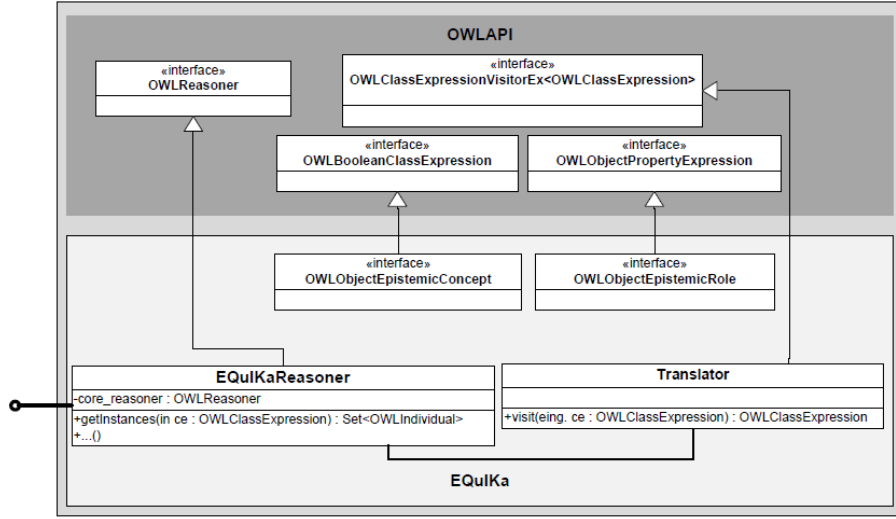 OWLAPI
«interface»
OWLReasoner
«interface»
OWLClassExpressionVisitorEx<OWLClassExpression>
«interface»
OWLBooleanClassExpression
«interface»
OWLObjectPropertyExpression
«interface»
OWLObjectEpistemicConcept
«interface»
OWLObjectEpistemicRole
EQuIKaReasoner
-core_reasoner : OWLReasoner
+getInstances(in ce : OWLClassExpression) : Set<OWLIndividual>
+...()
Translator
+visit(eing. ce : OWLClassExpression) : OWLClassExpression
EQuIKa